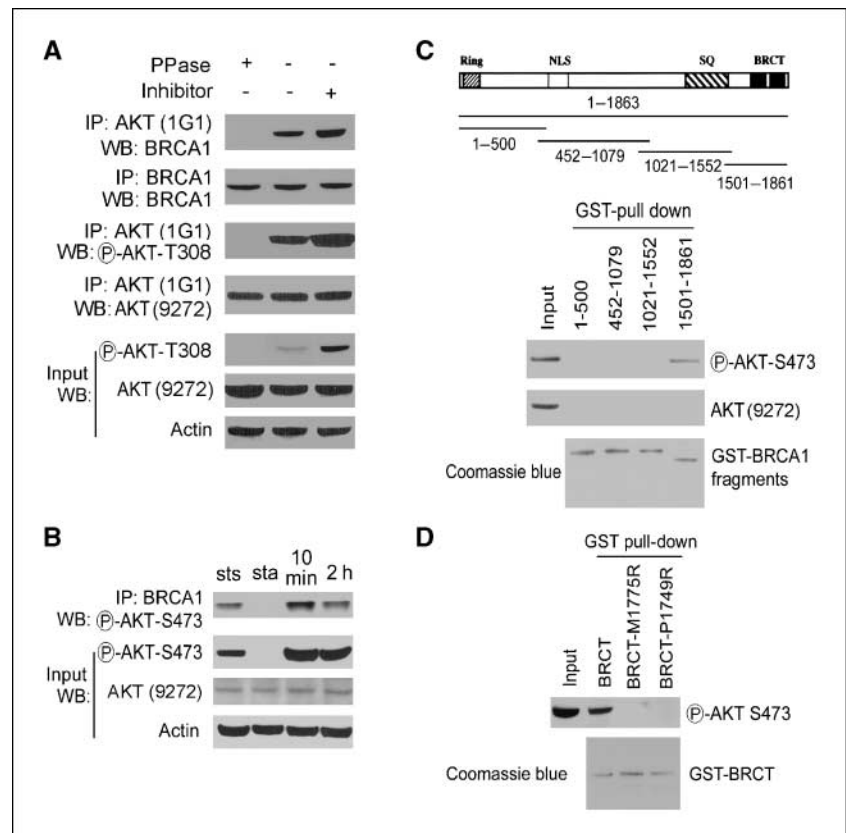 A
PPase + - -
Inhibitor - - +
IP: AKT (1G1)
WB: BRCA1
IP: BRCA1
WB: BRCA1
IP: AKT (1G1)
WB: Ⓟ-AKT-T308
IP: AKT (1G1)
WB: AKT (9272)
Ⓟ-AKT-T308
Input
WB:
AKT (9272)
Actin
B
sts sta 10 min 2 h
IP: BRCA1
WB: Ⓟ-AKT-S473
Ⓟ-AKT-S473
Input
WB:
AKT (9272)
Actin
C
Ring NLS SQ BRCT
1–1863
1–500
452–1079
1021–1552
1501–1861
GST-pull down
Input
1-500
452-1079
1021-1552
1501-1861
Ⓟ-AKT-S473
AKT (9272)
Coomassie blue
GST-BRCA1
fragments
D
GST pull-down
Input
BRCT
BRCT-M1775R
BRCT-P1749R
Ⓟ-AKT S473
Coomassie blue
GST-BRCT